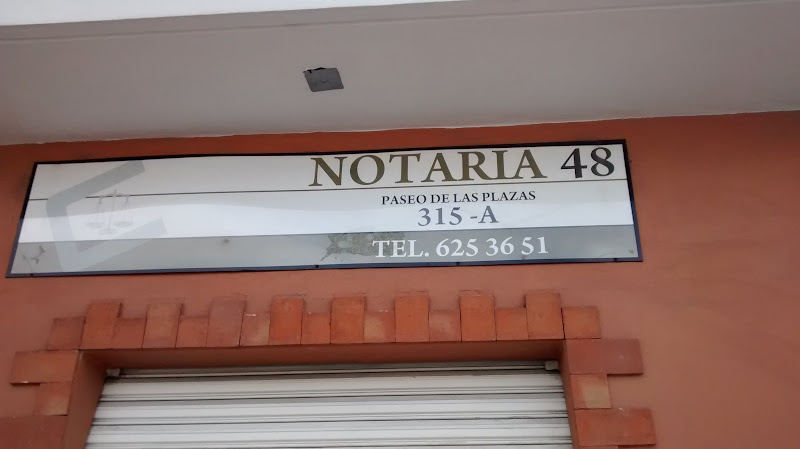 NOTARIA 48
PASEO DE LAS PLAZAS
315 -A
TEL. 625 36 51